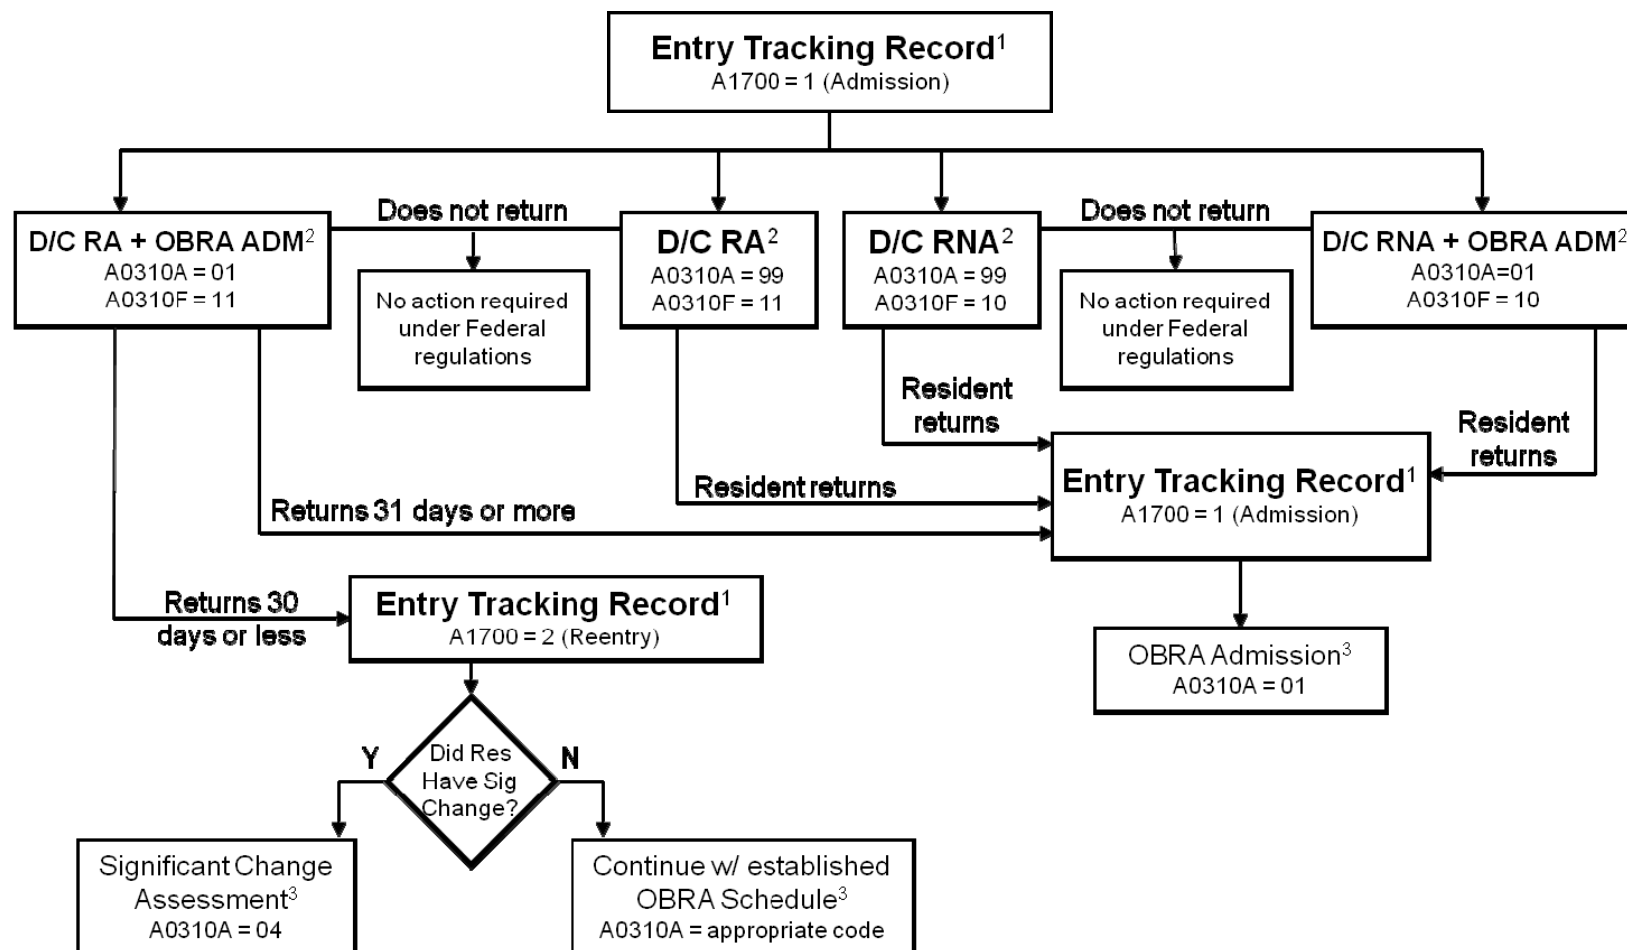 Entry Tracking Record¹
A1700 = 1 (Admission)
D/C RA + OBRA ADM²
A0310A = 01
A0310F = 11
Does not return
No action required
under Federal
regulations
D/C RA²
A0310A = 99
A0310F = 11
D/C RNA²
A0310A = 99
A0310F = 10
Does not return
No action required
under Federal
regulations
D/C RNA + OBRA ADM²
A0310A=01
A0310F = 10
Resident
returns
Resident
returns
Resident returns
Returns 31 days or more
Entry Tracking Record¹
A1700 = 1 (Admission)
Returns 30
days or less
Entry Tracking Record¹
A1700 = 2 (Reentry)
OBRA Admission³
A0310A = 01
Y
Did Res
Have Sig
Change?
N
Significant Change
Assessment³
A0310A = 04
Continue w/ established
OBRA Schedule³
A0310A = appropriate code